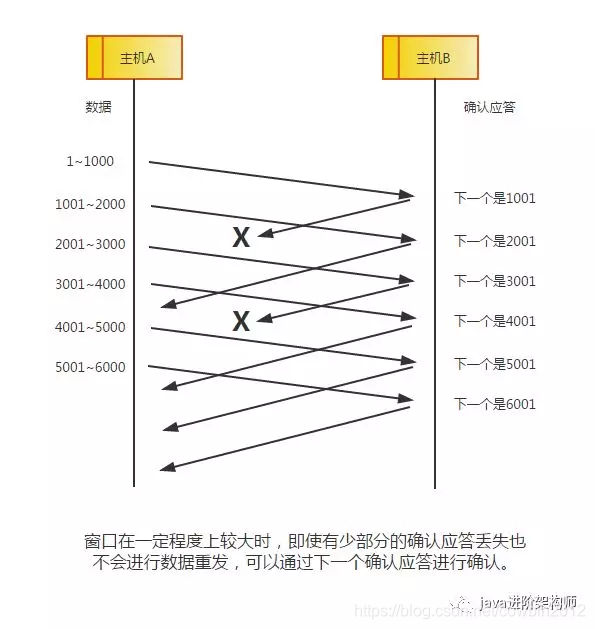 主机A
主机B
数据
确认应答
1~1000
下一个是1001
1001~2000
X
下一个是2001
2001~3000
下一个是3001
3001~4000
X
下一个是4001
4001~5000
下一个是5001
5001~6000
下一个是6001
窗口在一定程度上较大时，即使有少部分的确认应答丢失也
不会进行数据重发，可以通过下一个确认应答进行确认。
java进阶架构师